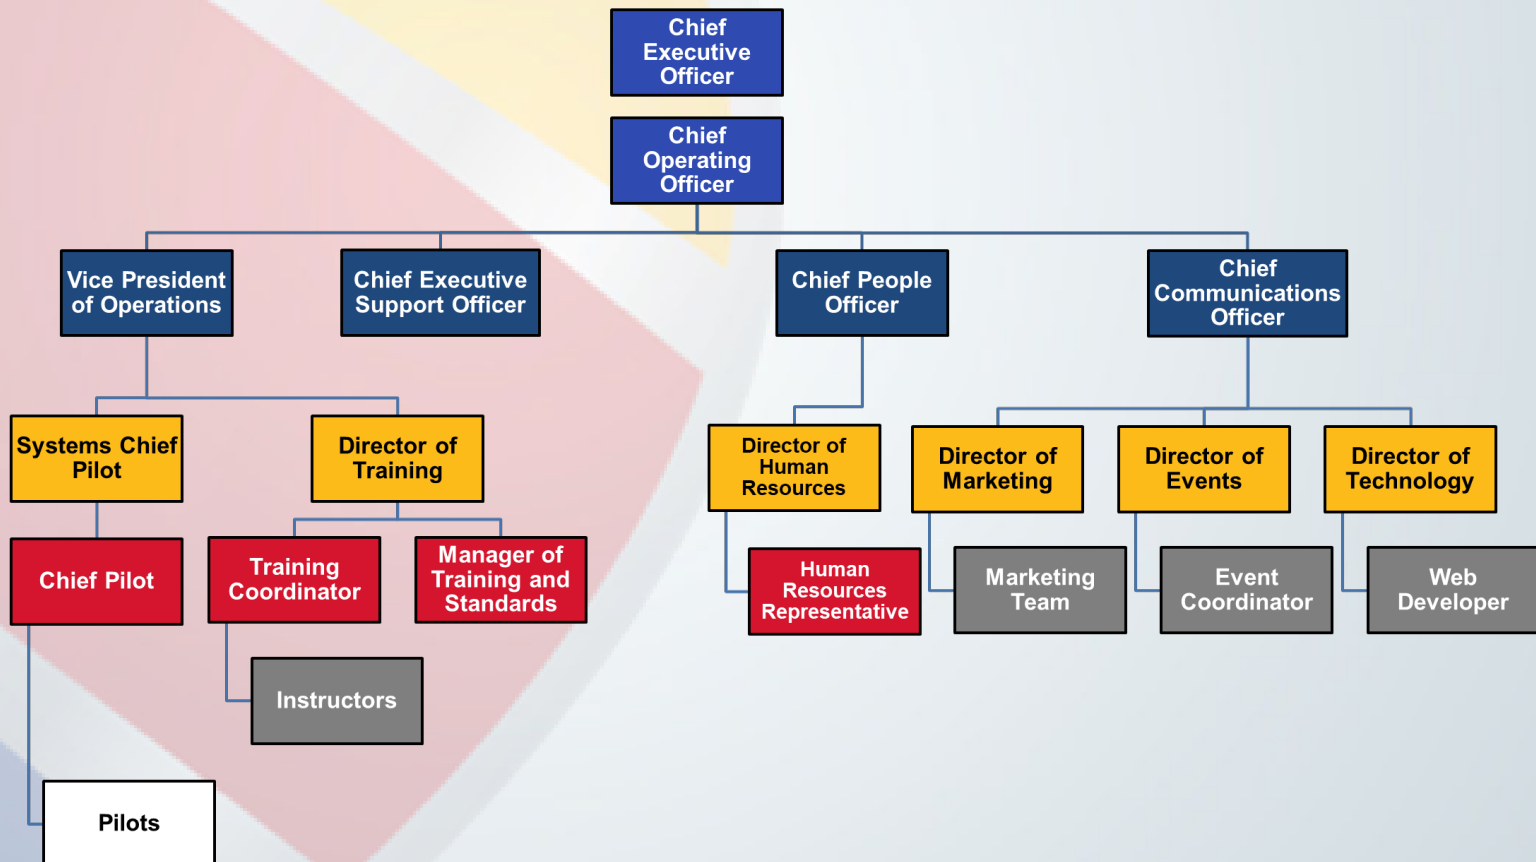 Chief
Executive
Officer
Chief
Operating
Officer
Vice President
of Operations
Chief Executive
Support Officer
Chief People
Officer
Chief
Communications
Officer
Systems Chief
Pilot
Director of
Training
Director of
Human
Resources
Director of
Marketing
Director of
Events
Director of
Technology
Chief Pilot
Training
Coordinator
Manager of
Training and
Standards
Human
Resources
Representative
Marketing
Team
Event
Coordinator
Web
Developer
Instructors
Pilots